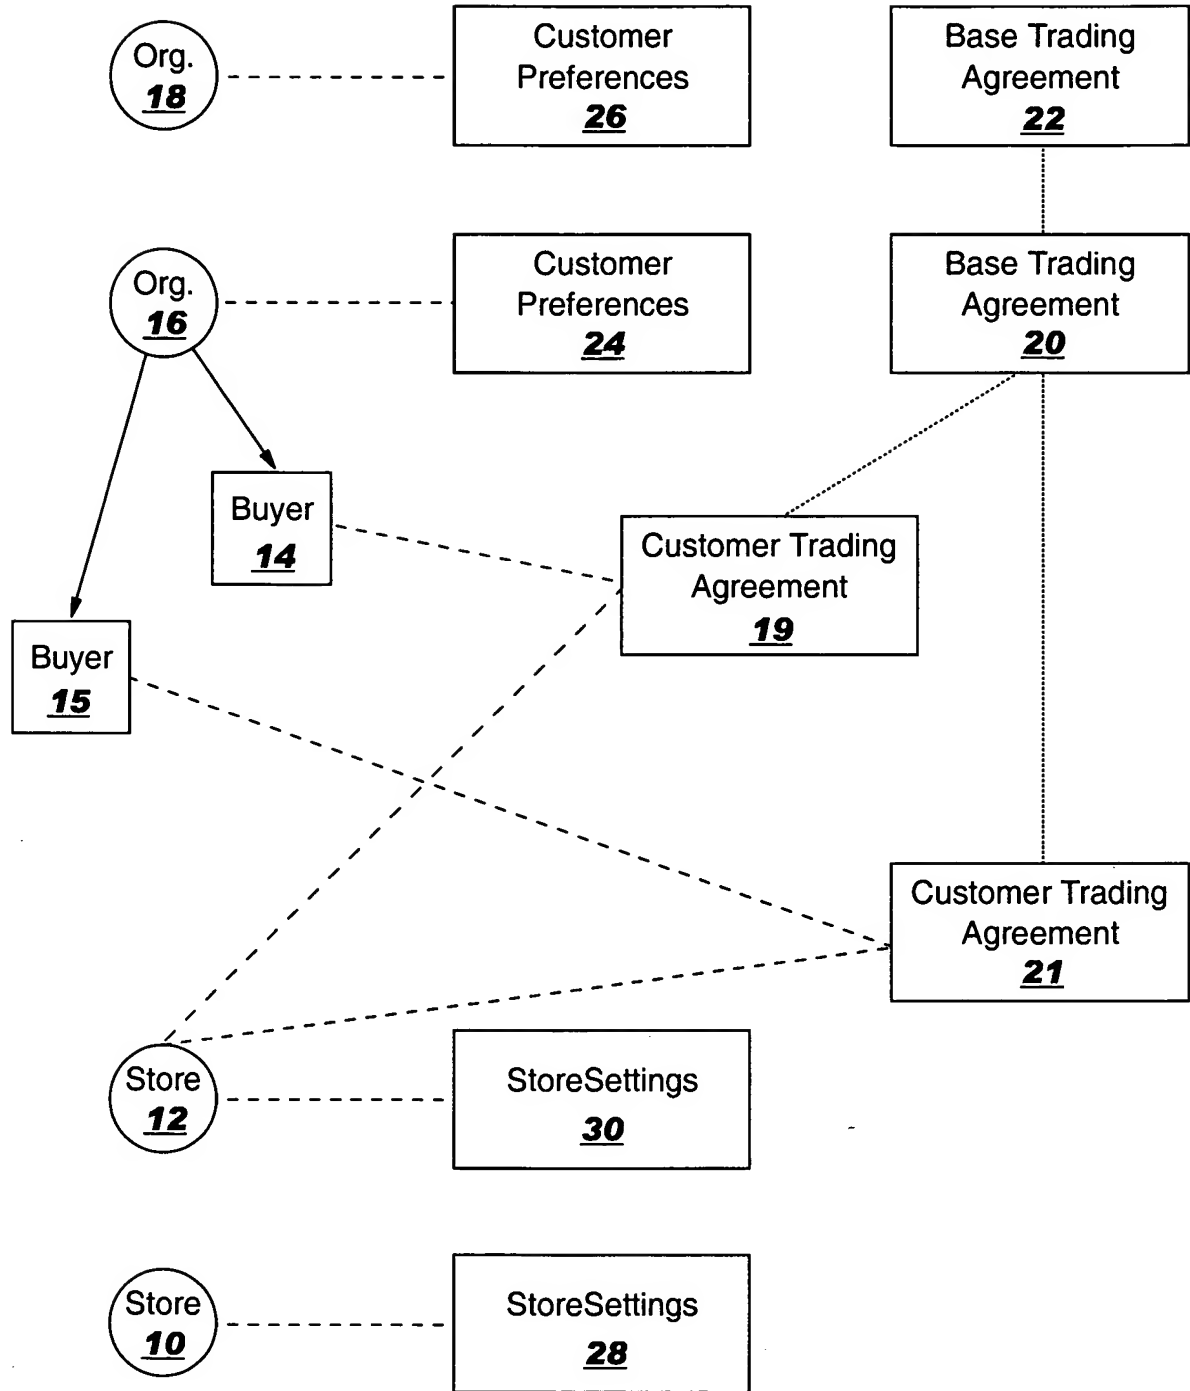 Org.
18
Customer
Preferences
26
Base Trading
Agreement
22
Org.
16
Customer
Preferences
24
Base Trading
Agreement
20
Buyer
14
Customer Trading
Agreement
19
Buyer
15
Customer Trading
Agreement
21
Store
12
StoreSettings
30
Store
10
StoreSettings
28